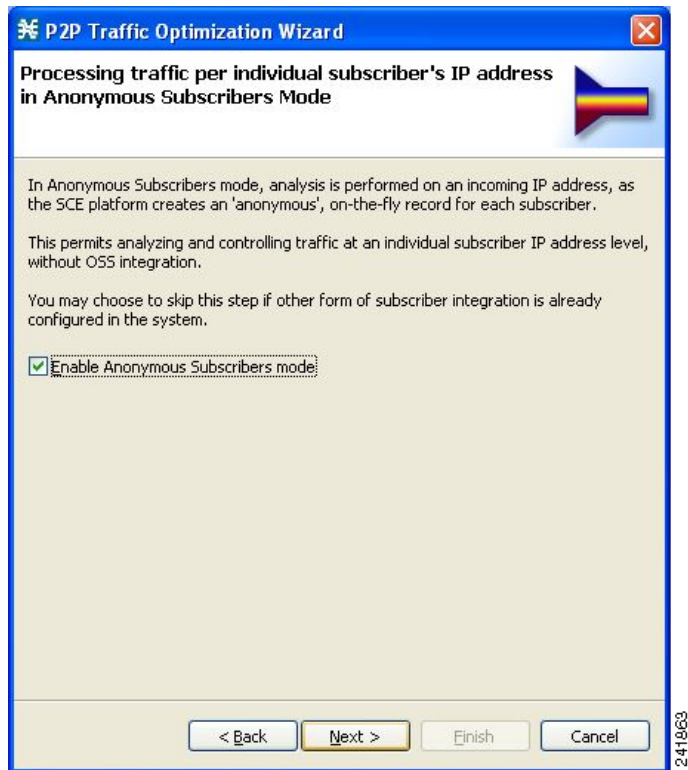 P2P Traffic Optimization Wizard
Processing traffic per individual subscriber's IP address
in Anonymous Subscribers Mode
In Anonymous Subscribers mode, analysis is performed on an incoming IP address, as
the SCE platform creates an 'anonymous', on-the-fly record for each subscriber.
This permits analyzing and controlling traffic at an individual subscriber IP address level,
without OSS integration.
You may choose to skip this step if other form of subscriber integration is already
configured in the system.
Enable Anonymous Subscribers mode
< Back Next > Finish Cancel
241863